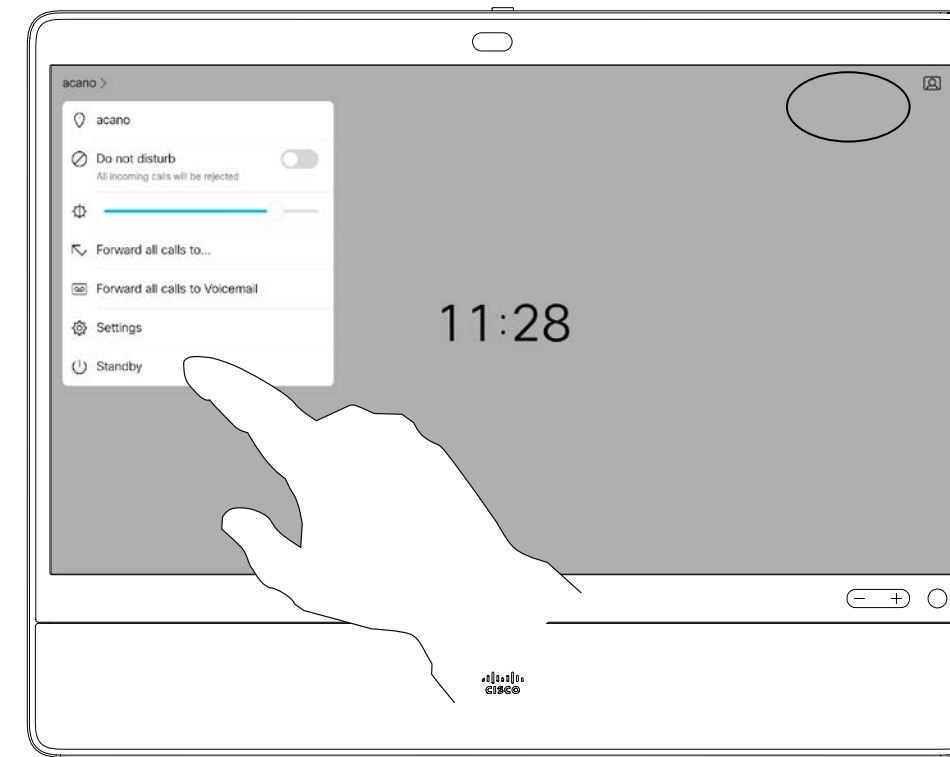 acano >
acano
Do not disturb
All incoming calls will be rejected
Forward all calls to...
Forward all calls to Voicemail
Settings
11:28
Standby
CISCO